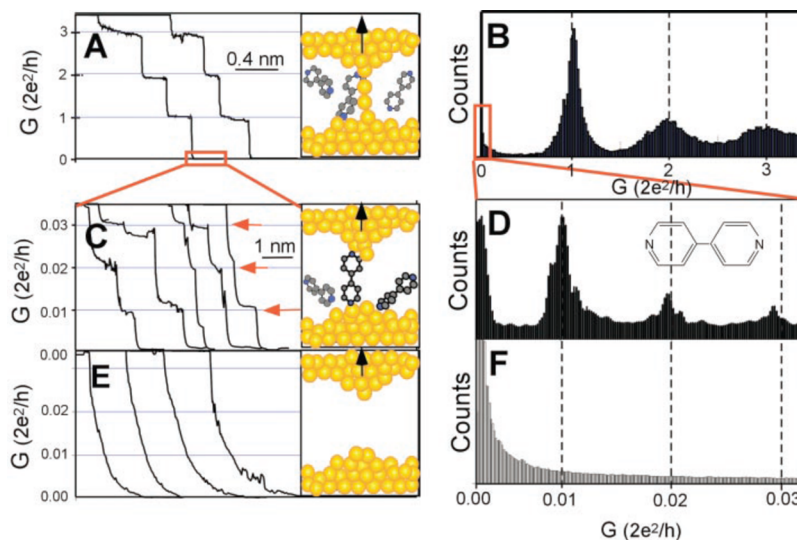 A
G (2e²/h)
3
2
1
0
0.4 nm
B
Counts
0
1
2
3
G (2e²/h)
C
G (2e²/h)
0.03
0.02
0.01
1 nm
D
Counts
N
N
E
G (2e²/h)
0.00
0.02
0.01
0.00
F
Counts
0.00
0.01
0.02
0.03
G (2e²/h)